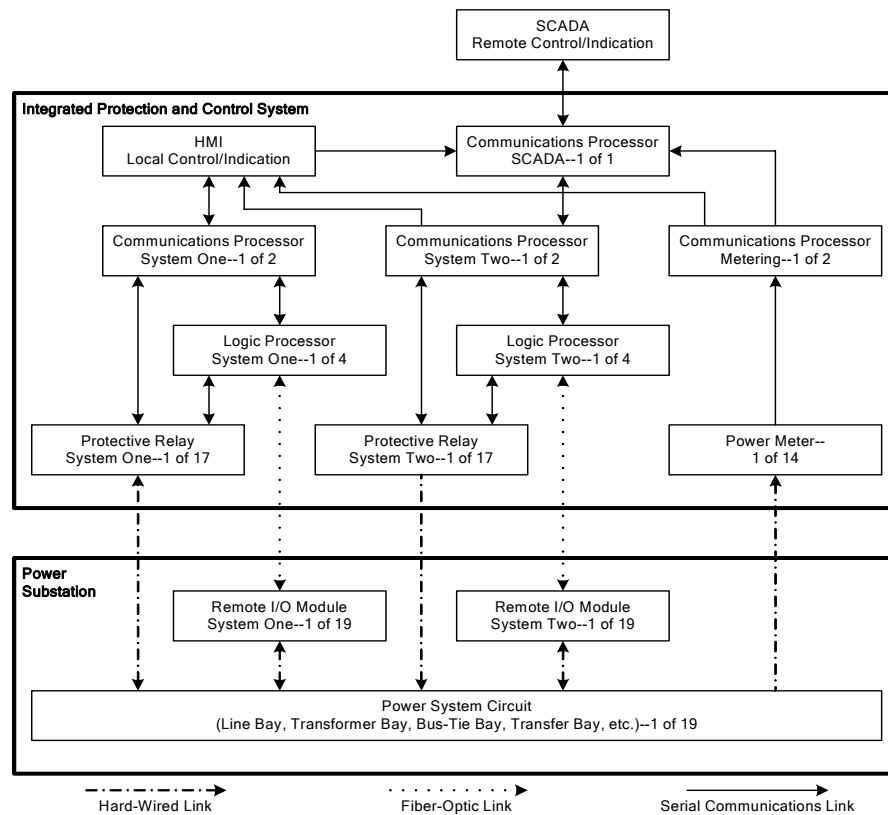 SCADA
Remote Control/Indication
Integrated Protection and Control System
HMI
Local Control/Indication
Communications Processor
SCADA--1 of 1
Communications Processor
System One--1 of 2
Communications Processor
System Two--1 of 2
Communications Processor
Metering--1 of 2
Logic Processor
System One--1 of 4
Logic Processor
System Two--1 of 4
Protective Relay
System One--1 of 17
Protective Relay
System Two--1 of 17
Power Meter--
1 of 14
Power
Substation
Remote I/O Module
System One--1 of 19
Remote I/O Module
System Two--1 of 19
Power System Circuit
(Line Bay, Transformer Bay, Bus-Tie Bay, Transfer Bay, etc.)--1 of 19
Hard-Wired Link
Fiber-Optic Link
Serial Communications Link